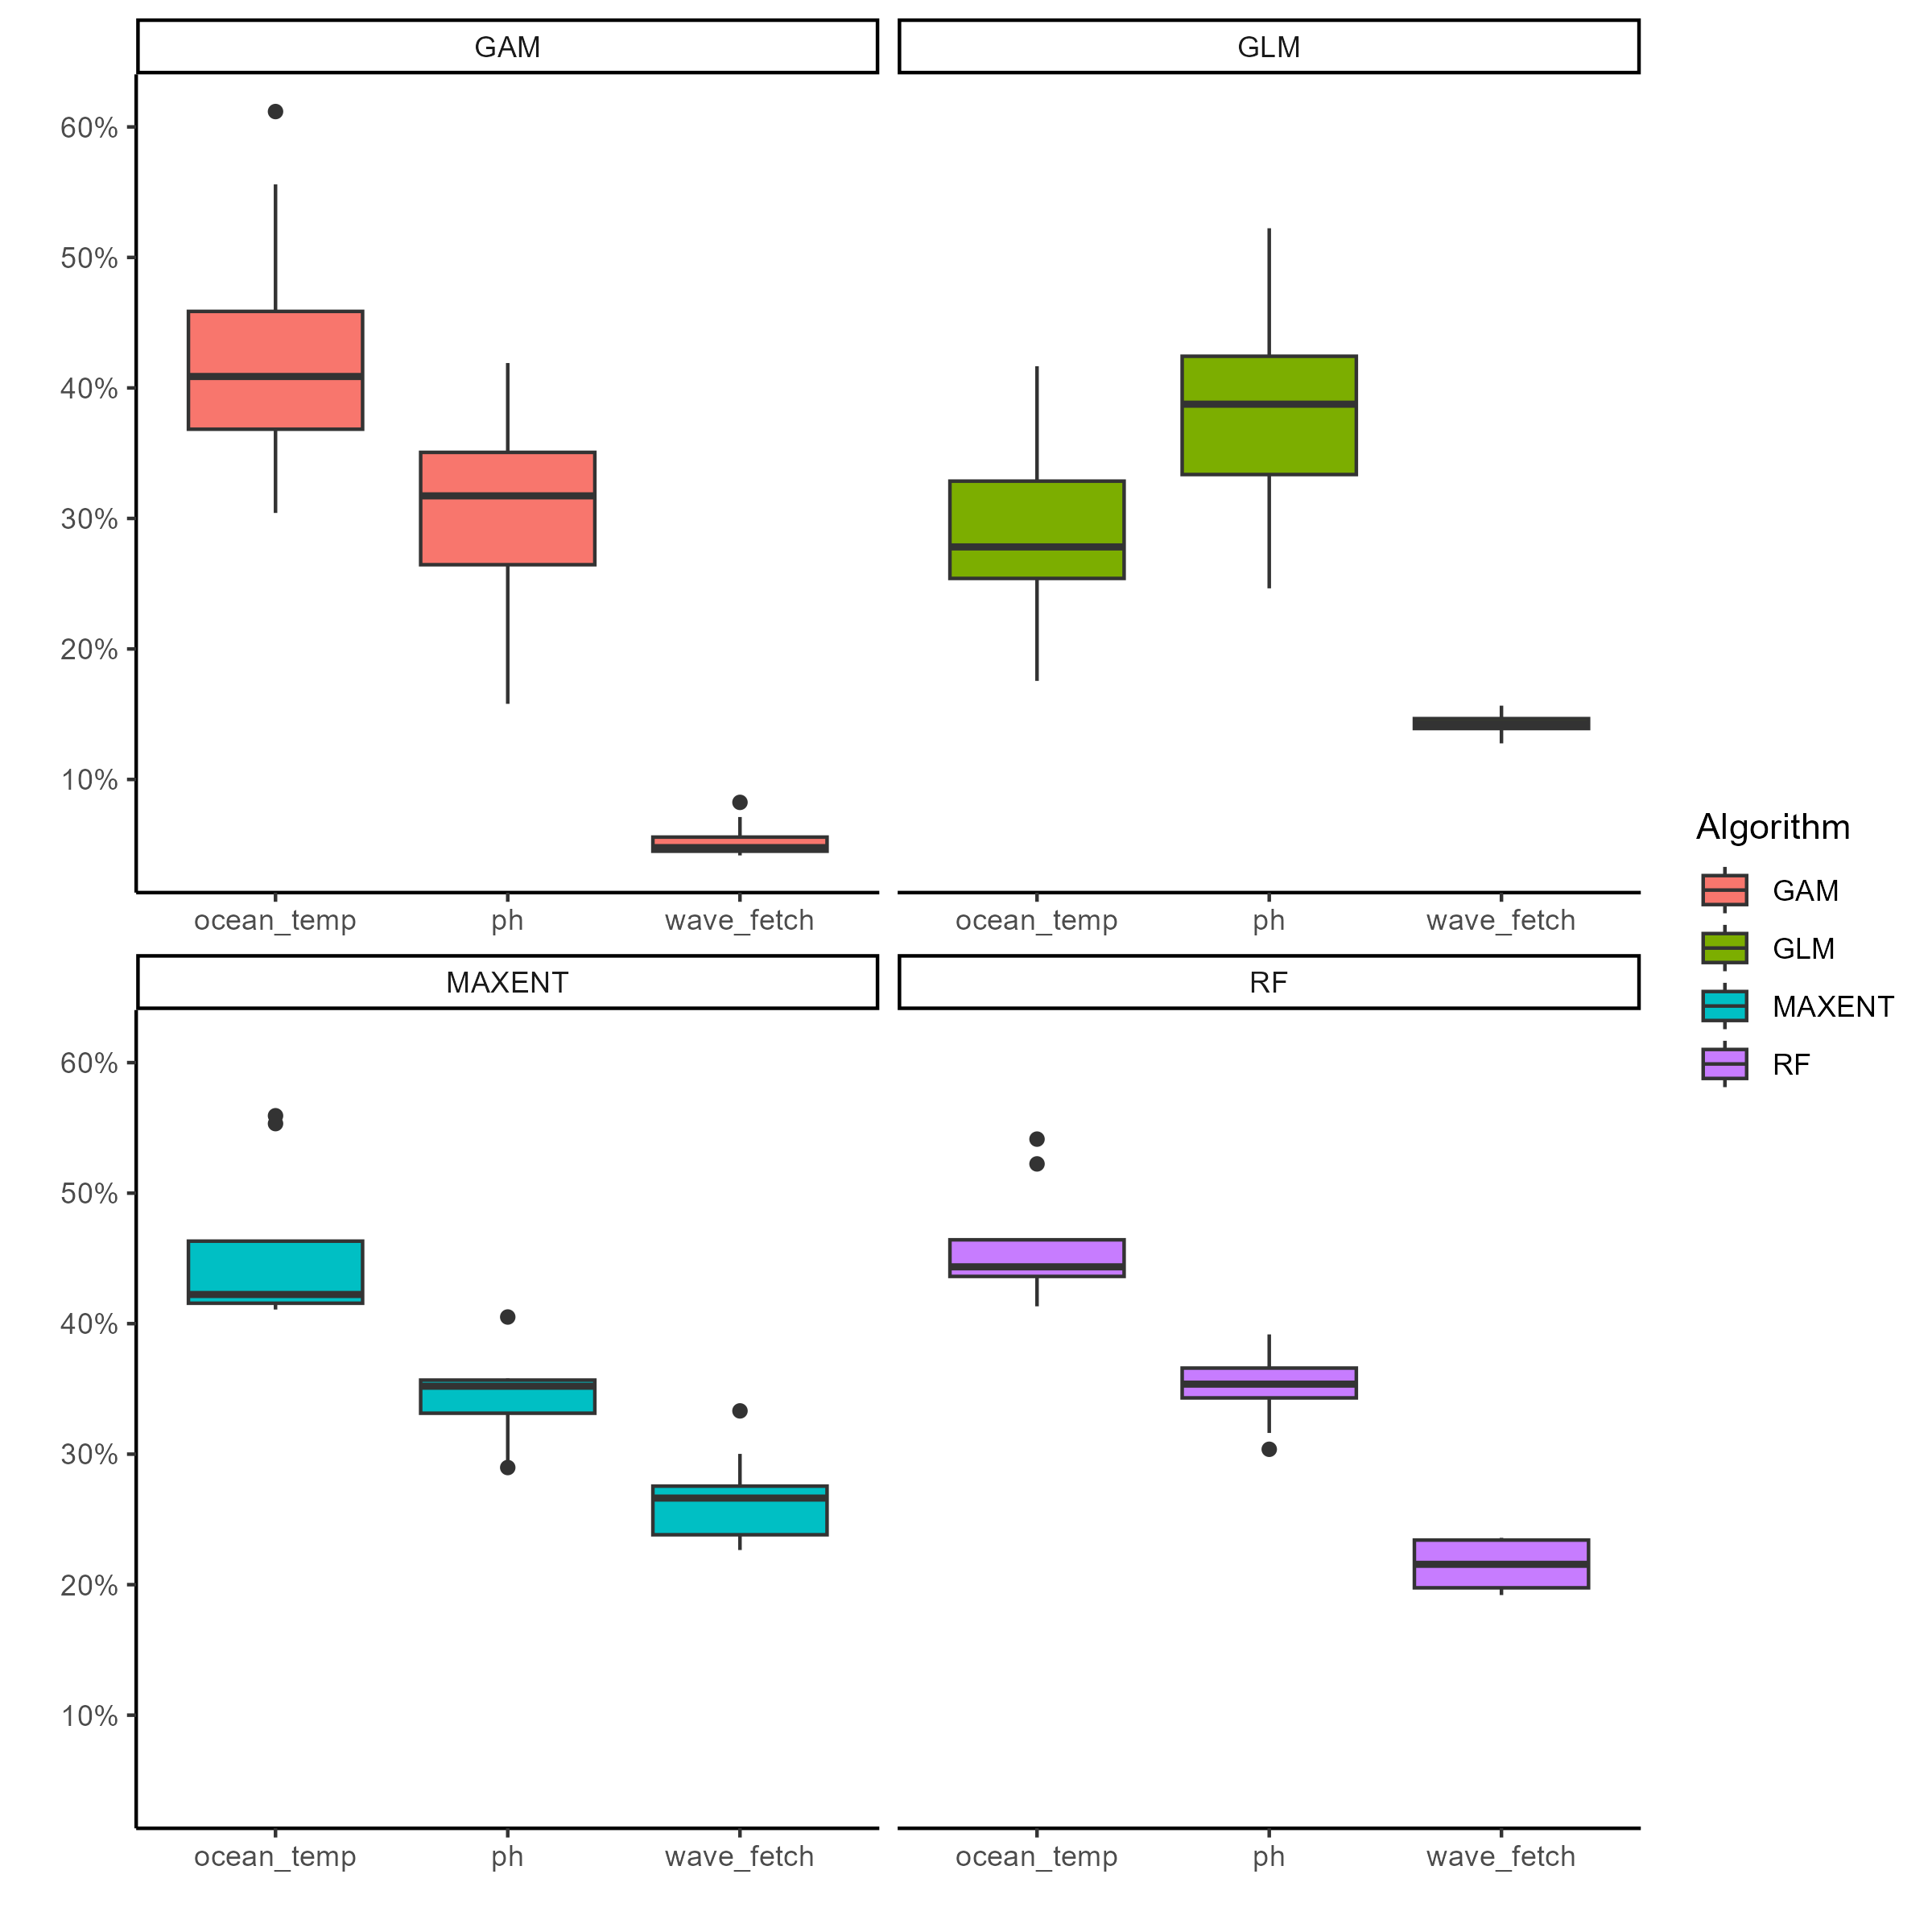 GAM
GLM
60%
50%
40%
30%
20%
10%
ocean_temp ph wave_fetch
ocean_temp ph wave_fetch
MAXENT
RF
60%
50%
40%
30%
20%
10%
ocean_temp ph wave_fetch
ocean_temp ph wave_fetch
Algorithm
GAM
GLM
MAXENT
RF